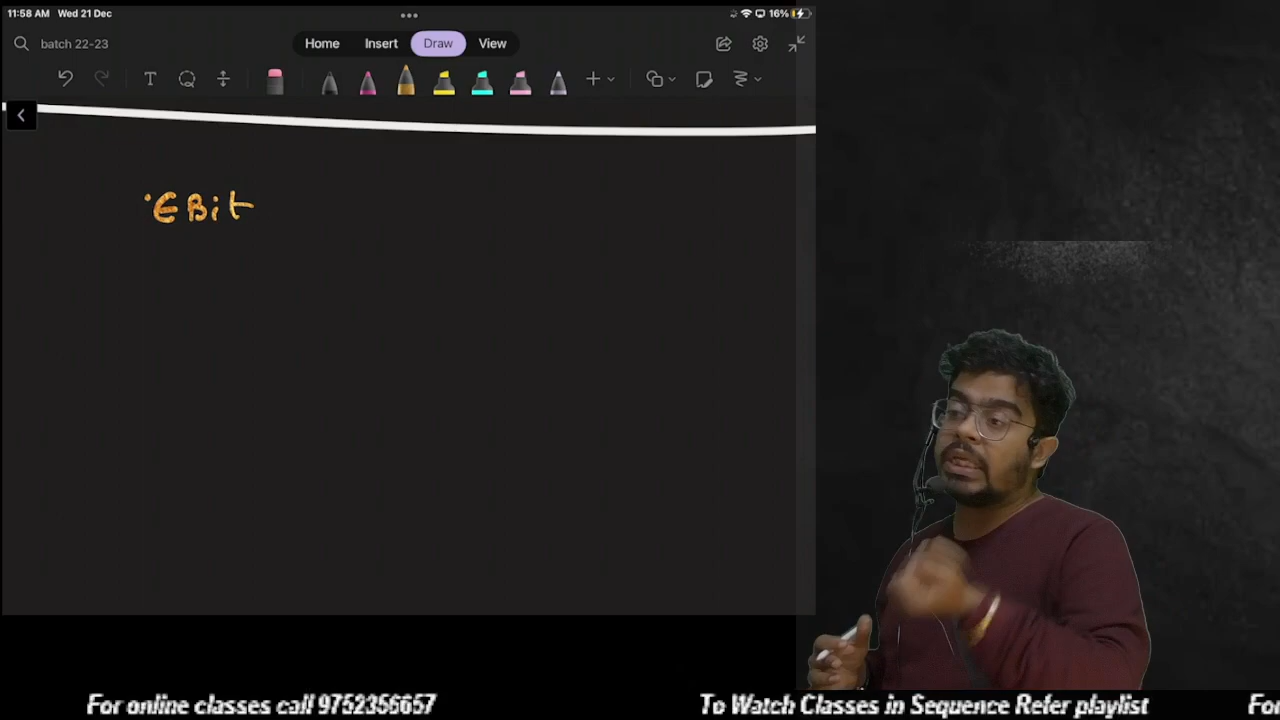 11:58 AM Wed 21 Dec
16%
batch 22-23
Home Insert Draw View
EBit
For online classes call 9752356657
To Watch Classes in Sequence Refer playlist
For